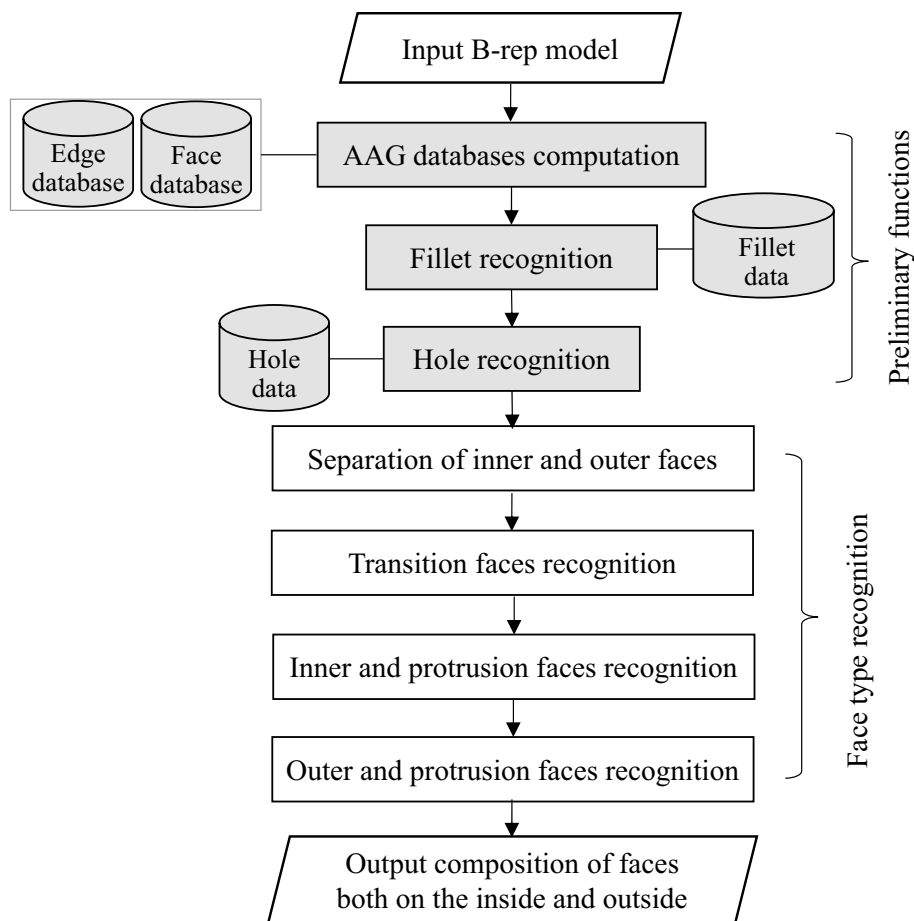 Input B-rep model
Edge
database
Face
database
AAG databases computation
Fillet recognition
Fillet
data
Hole
data
Hole recognition
Preliminary functions
Separation of inner and outer faces
Transition faces recognition
Inner and protrusion faces recognition
Outer and protrusion faces recognition
Face type recognition
Output composition of faces
both on the inside and outside